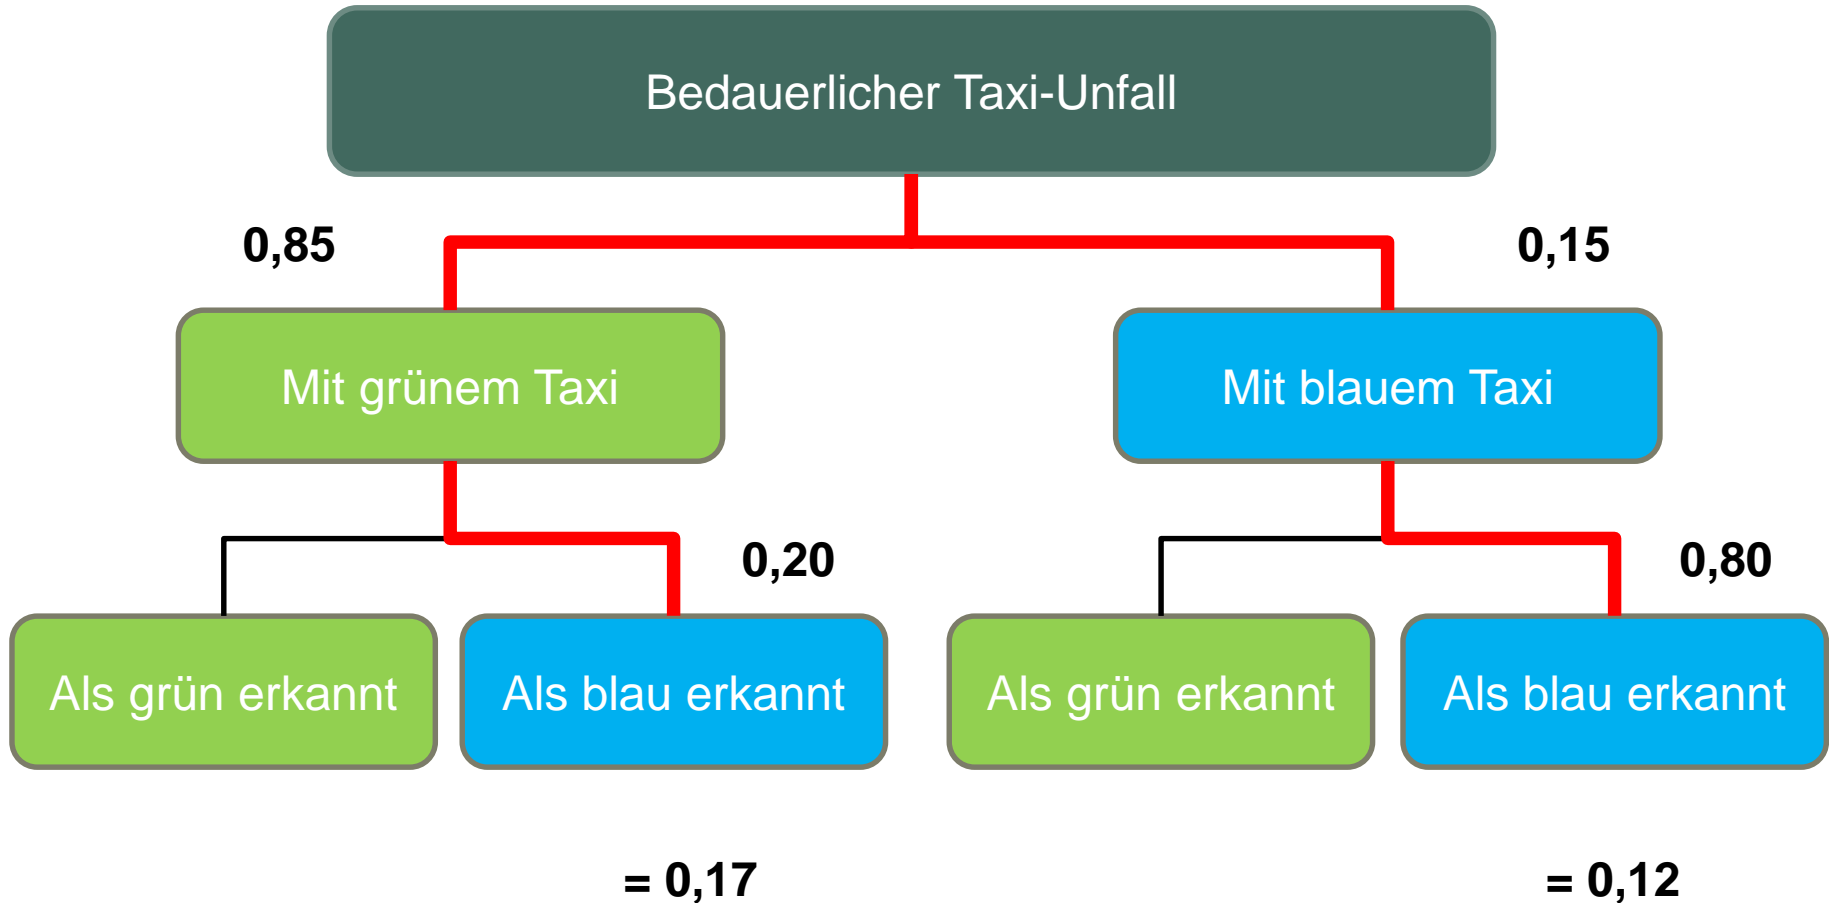 Bedauerlicher Taxi-Unfall
0,85
0,15
Mit grünem Taxi
Mit blauem Taxi
0,20
0,80
Als grün erkannt
Als blau erkannt
Als grün erkannt
Als blau erkannt
= 0,17
= 0,12